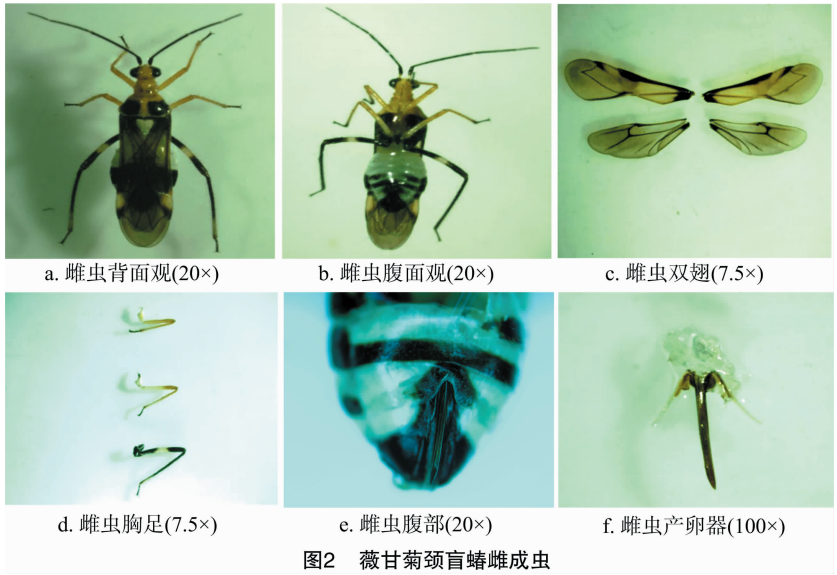 a. 雌虫背面观(20×)
b. 雌虫腹面观(20×)
c. 雌虫双翅(7.5×)
d. 雌虫胸足(7.5×)
e. 雌虫腹部(20×)
f. 雌虫产卵器(100×)
图2 薇甘菊颈盲蝽雌成虫